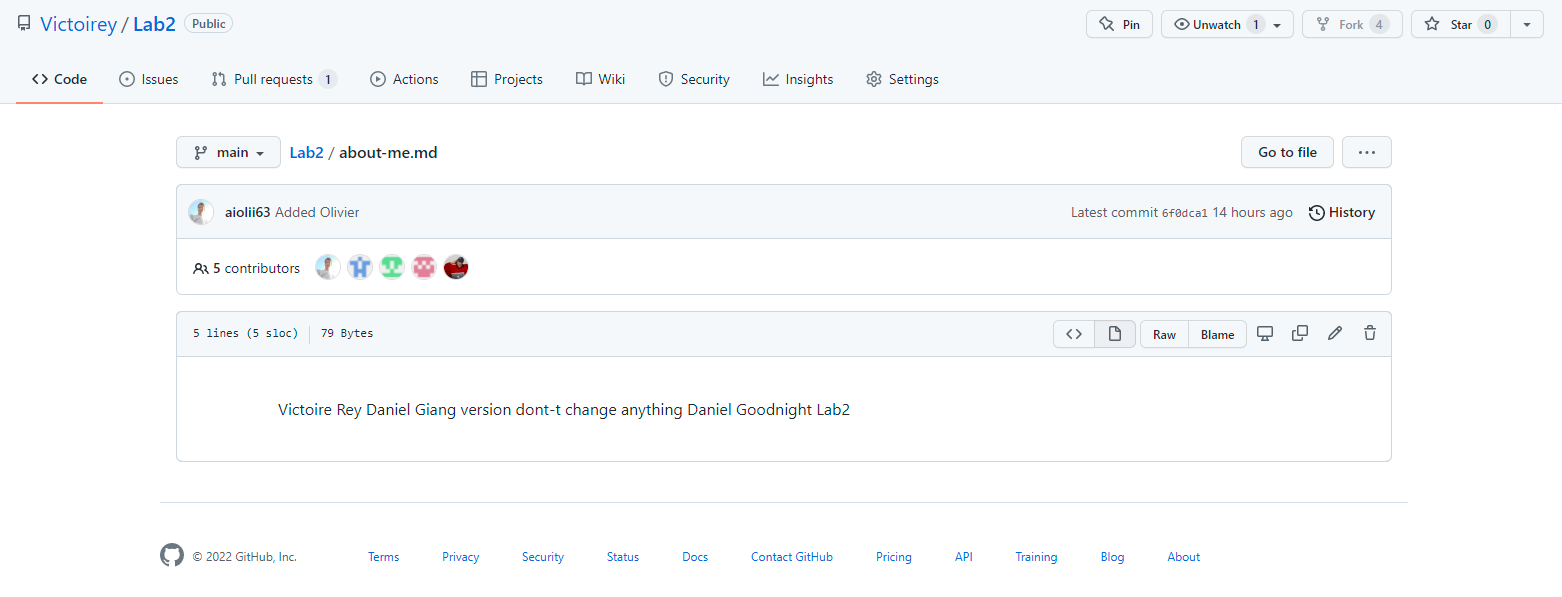 Victoirey / Lab2 Public Pin Unwatch 1 Fork 4 Star 0
Code Issues Pull requests 1 Actions Projects Wiki Security Insights Settings
main Lab2 / about-me.md Go to file ...
aiolii63 Added Olivier Latest commit 6f0dca1 14 hours ago History
5 contributors
5 lines (5 sloc) 79 Bytes <> Raw Blame
Victoire Rey Daniel Giang version dont-t change anything Daniel Goodnight Lab2
© 2022 GitHub, Inc. Terms Privacy Security Status Docs Contact GitHub Pricing API Training Blog About